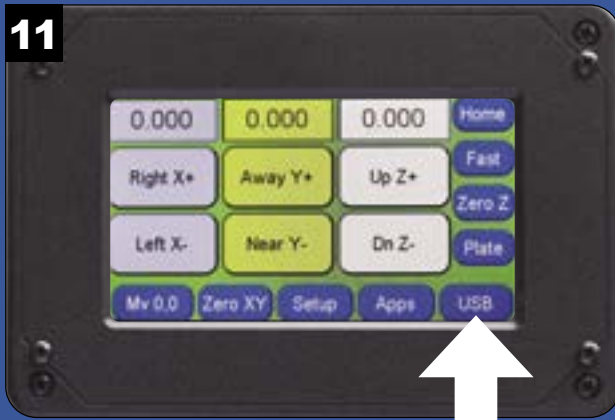 11
0.000 0.000 0.000 Home
Right X+ Away Y+ Up Z+ Fast
Zero Z
Left X- Near Y- Dn Z- Plate
Mv 0,0 Zero XY Setup Apps USB